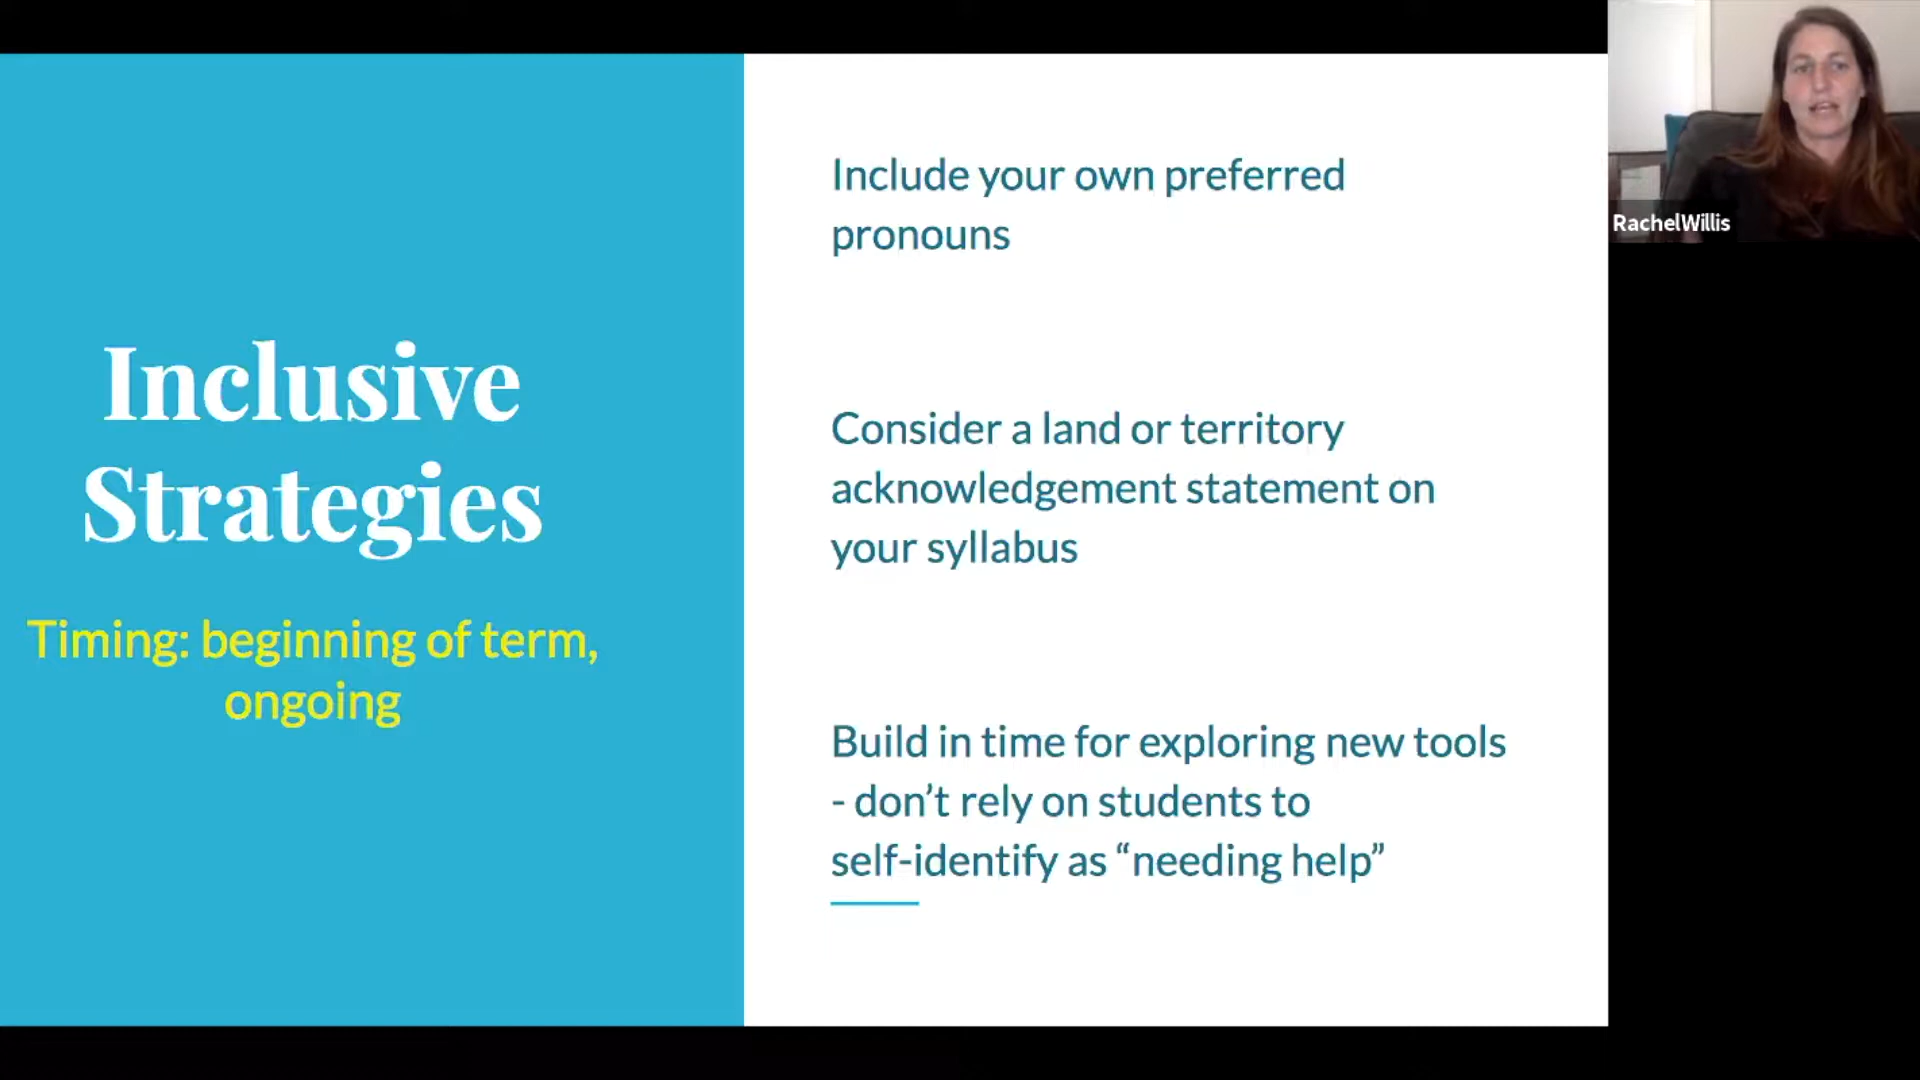 Inclusive
Strategies
Timing: beginning of term,
ongoing
Include your own preferred
pronouns
Consider a land or territory
acknowledgement statement on
your syllabus
Build in time for exploring new tools
- don’t rely on students to
self-identify as “needing help”
RachelWillis